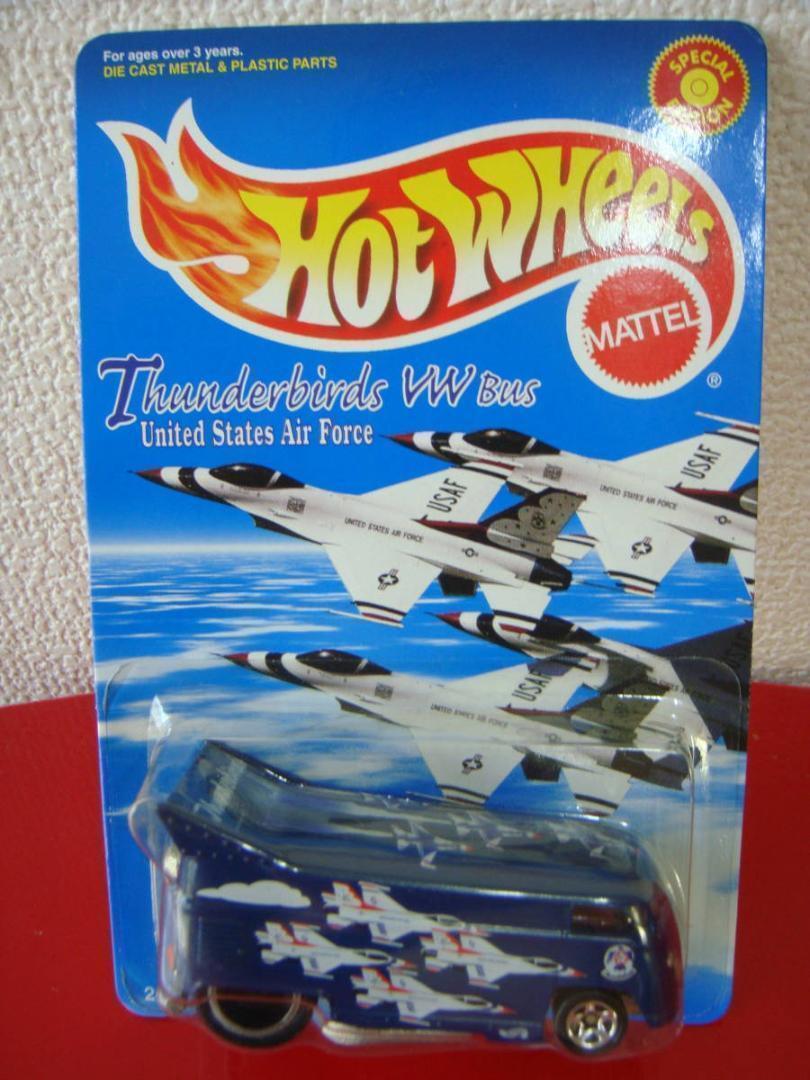 For ages over 3 years.
DIE CAST METAL & PLASTIC PARTS
SPECIAL
Hot Wheels
MATTEL
®
Thunderbirds VW Bus
United States Air Force
USAF
UNITED STATES AIR FORCE
USAF
UNITED STATES AIR FORCE
USAF
UNITED STATES AIR FORCE